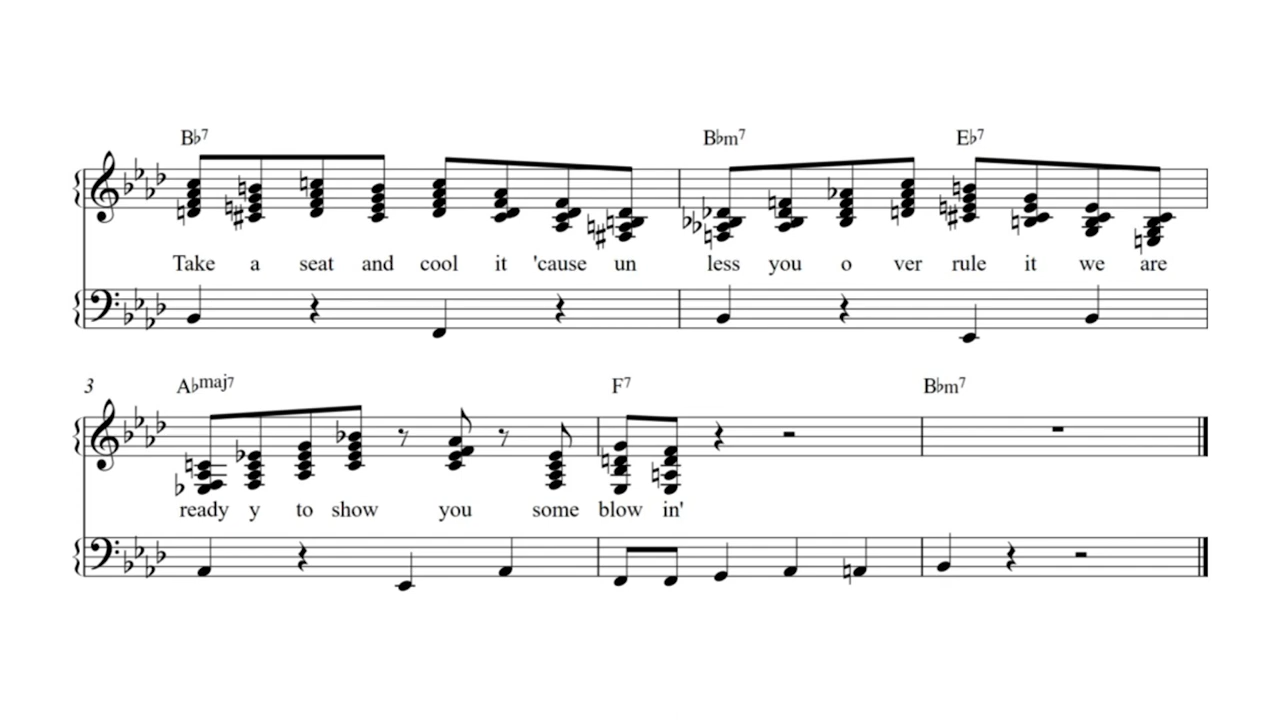 B♭7 B♭m7 E♭7
Take a seat and cool it 'cause un less you o ver rule it we are
3 A♭maj7 F7 B♭m7
ready y to show you some blow in'